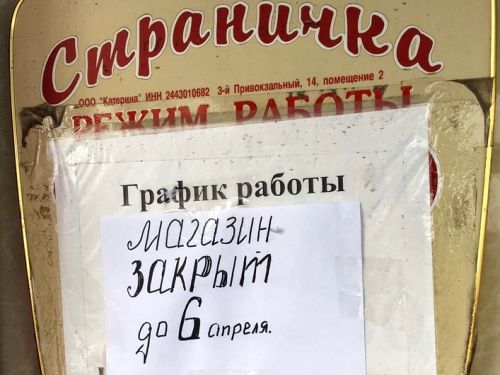 Страничка
ООО "Катерина" ИНН 2443010682 3-й Привокзальный, 14, помещение 2
РЕЖИМ РАБОТЫ
График работы
магазин
закрыт
до 6 апреля.